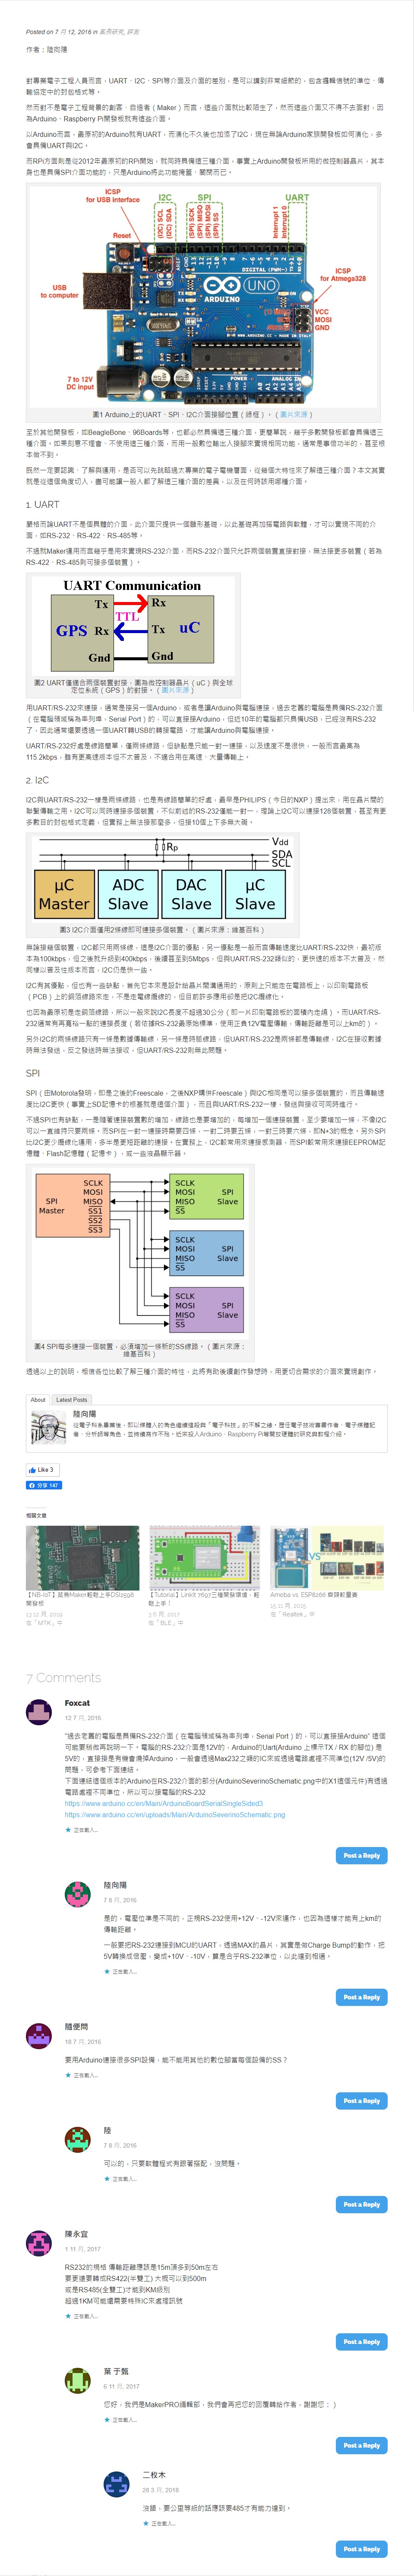 Posted on 7 月 12, 2016 in 產品研究, 評測
作者：陸向陽
對專業電子工程人員而言，UART、I2C、SPI等介面及介面的差別，是可以講到非常細節的，包含邏輯信號的準位、傳
輸協定中的封包格式等。
然而對不是電子工程背景的創客、自造者（Maker）而言，這些介面就比較陌生了，然而這些介面又不得不去面對，因
為Arduino、Raspberry Pi開發板就有這些介面。
以Arduino而言，最原初的Arduino就有UART，而演化不久後也加添了I2C，現在無論Arduino家族開發板如何演化，多
會具備UART與I2C。
而RPi方面則是從2012年最原初的RPi開始，就同時具備這三種介面，事實上Arduino開發板所用的微控制器晶片，其本
身也是具備SPI介面功能的，只是Arduino將此功能掩蓋、關閉而已。
ICSP
for USB interface
I2C
SPI
UART
(I2C) SCL
(I2C) SDA
(SPI) SCK
(SPI) MISO
(SPI) MOSI
(SPI) SS
Interrupt 1
Interrupt 0
Reset
ICSP
for Atmega328
USB
to computer
DIGITAL (PWM~)
ARDUINO
UNO
VCC
MOSI
GND
7 to 12V
DC input
POWER
ANALOG IN
圖1 Arduino上的UART、SPI、I2C介面接腳位置（綠框）。（圖片來源）
至於其他開發板，如BeagleBone、96Boards等，也都必然具備這三種介面。更簡單說，幾乎多數開發板都會具備這三
種介面。如果刻意不理會、不使用這三種介面，而用一般數位輸出入接腳來實現相同功能，通常是事倍功半的，甚至根
本做不到。
既然一定要認識、了解與運用，是否可以先跳超過太專業的電子電機層面，從幾個大特性來了解這三種介面？本文其實
就是從這個角度切入，盡可能讓一般人都了解這三種介面的差異，以及在何時該用哪種介面。
1. UART
嚴格而論UART不是個具體的介面，此介面只提供一個雛形基礎，以此基礎再加搭電路與軟體，才可以實現不同的介
面，如RS-232、RS-422、RS-485等。
不過就Maker運用而言幾乎是用來實現RS-232介面，而RS-232介面只允許兩個裝置直接對接，無法接更多裝置（若為
RS-422、RS-485則可接多個裝置）。
UART Communication
Tx
Rx
TTL
GPS
Rx
Tx
uC
Gnd
Gnd
圖2 UART僅適合兩個裝置對接，圖為微控制器晶片（uC）與全球
定位系統（GPS）的對接。（圖片來源）
用UART/RS-232來連接，通常是接另一個Arduino，或者是讓Arduino與電腦連接，過去老舊的電腦是具備RS-232介面
（在電腦領域稱為串列埠，Serial Port）的，可以直接接Arduino，但近10年的電腦都只具備USB，已經沒有RS-232
了，因此通常還要透過一個UART轉USB的轉接電路，才能讓Arduino與電腦連接。
UART/RS-232好處是線路簡單，僅兩條線路，但缺點是只能一對一連接，以及速度不是很快，一般而言最高為
115.2kbps，雖有更高速版本但不太普及，不適合用在高速、大量傳輸上。
2. I2C
I2C與UART/RS-232一樣是兩條線路，也是有線路簡單的好處，最早是PHILIPS（今日的NXP）提出來，用在晶片間的
聯繫傳輸之用。I2C可以同時連接多個裝置，不似前述的RS-232僅能一對一，理論上I2C可以連接128個裝置，甚至有更
多數目的封包格式定義，但實務上無法接那麼多，但接10個上下多無大礙。
Rp
Vdd
SDA
SCL
μC
Master
ADC
Slave
DAC
Slave
μC
Slave
圖3 I2C介面僅用2條線即可連接多個裝置。（圖片來源：維基百科）
無論接幾個裝置，I2C都只用兩條線，這是I2C介面的優點，另一優點是一般而言傳輸速度比UART/RS-232快，最初版
本為100kbps，但之後就升級到400kbps，後續甚至到5Mbps，但與UART/RS-232類似的，更快速的版本不太普及，然
同樣以普及性版本而言，I2C仍是快一些。
I2C有其優點，但也有一些缺點，首先它本來是設計給晶片間溝通用的，原則上只能走在電路板上，以印刷電路板
（PCB）上的銅箔線路來走，不是走電線纜線的，但目前許多應用卻是把I2C纜線化。
也因為最原初是走銅箔線路，所以一般來說I2C長度不超過30公分（即一片印刷電路板的面積內走繞），而UART/RS-
232通常有再寬裕一點的連接長度（若依據RS-232最原始標準，使用正負12V電壓傳輸，傳輸距離是可以上km的）。
另外I2C的兩條線路只有一條是數據傳輸線，另一條是時脈線路，但UART/RS-232是兩條都是傳輸線，I2C在接收數據
時無法發送，反之發送時無法接收，但UART/RS-232則無此問題。
SPI
SPI（由Motorola發明，即是之後的Freescale，之後NXP購併Freescale）與I2C相同是可以接多個裝置的，而且傳輸速
度比I2C更快（事實上SD記憶卡的根基就是這個介面），而且與UART/RS-232一樣，發送與接收可同時進行。
不過SPI也有缺點，一是隨著連接裝置數的增加，線路也是要增加的，每增加一個連接裝置，至少要增加一條，不像I2C
可以一直維持只要兩條。而SPI在一對一連接時需要四條，一對二時要五條，一對三時要六條，即N+3的概念。另外SPI
比I2C更少纜線化運用，多半是更短距離的連接。在實務上，I2C較常用來連接感測器，而SPI較常用來連接EEPROM記
憶體、Flash記憶體（記憶卡），或一些液晶顯示器。
SPI
Master
SCLK
MOSI
MISO
SS1
SS2
SS3
SCLK
MOSI
MISO
SS
SPI
Slave
SCLK
MOSI
MISO
SS
SPI
Slave
SCLK
MOSI
MISO
SS
SPI
Slave
圖4 SPI每多連接一個裝置，必須增加一條新的SS線路。（圖片來源：
維基百科）
透過以上的說明，相信各位比較了解三種介面的特性，此將有助後續創作發想時，用更切合需求的介面來實現創作。
About
Latest Posts
陸向陽
從電子科系畢業後，即以媒體人的角色繼續道說與「電子科技」的不解之緣。歷任電子技術書審作者、電子媒體記
者、分析師等角色，並持續寫作不殆。近來投入Arduino、Raspberry Pi等開放硬體的研究與教程介紹。
Like 3
分享 147
相關文章
【NB-IoT】菜鳥Maker輕鬆上手DSI2598
開發板
13 12 月, 2019
在「MTK」中
【Tutorial】LinkIt 7697三種開發環境，輕
鬆上手！
3 6 月, 2017
在「BLE」中
VS
Ameba vs. ESP8266 樂趣較量賽
15 11 月, 2015
在「Realtek」中
7 Comments
Foxcat
12 7 月, 2016
"過去老舊的電腦是具備RS-232介面（在電腦領域稱為串列埠，Serial Port）的，可以直接接Arduino" 這個
可能要稍微再說明一下。電腦的RS-232介面是12V的，Arduino的Uart(Arduino 上標示TX / RX 的腳位) 是
5V的，直接接是有機會燒掉Arduino，一般會透過Max232之類的IC來或透過電路處裡不同準位(12V /5V)的
問題，可參考下面連結。
下面連結這個版本的Arduino在RS-232介面的部分(ArduinoSeverinoSchematic.png中的X1這個元件)有透過
電路處裡不同準位，所以可以接電腦的RS-232
https://www.arduino.cc/en/Main/ArduinoBoardSerialSingleSided3
https://www.arduino.cc/en/uploads/Main/ArduinoSeverinoSchematic.png
正在載入...
Post a Reply
陸向陽
7 8 月, 2016
是的，電壓位準是不同的，正規RS-232使用+12V、-12V來運作，也因為這樣才能有上km的
傳輸距離。
一般要把RS-232連接到MCU的UART，透過MAX的晶片，其實是做Charge Bump的動作，把
5V轉換成倍壓，變成+10V、-10V，算是合乎RS-232準位，以此達到相通。
正在載入...
Post a Reply
隨便問
18 7 月, 2016
要用Arduino連接很多SPI設備，能不能用其他的數位腳當每個設備的SS？
正在載入...
Post a Reply
陸
7 8 月, 2016
可以的，只要軟體程式有跟著搭配，沒問題。
正在載入...
Post a Reply
陳永宜
1 11 月, 2017
RS232的規格 傳輸距離應該是15m頂多到50m左右
要更遠要轉成RS422(半雙工) 大概可以到500m
或是RS485(全雙工)才能到KM級別
超過1KM可能還需要特殊IC來處理訊號
正在載入...
Post a Reply
葉 于甄
6 11 月, 2017
您好，我們是MakerPRO編輯部，我們會再把您的回覆轉給作者，謝謝您：）
正在載入...
Post a Reply
二枚木
28 3 月, 2018
沒錯，要公里等級的話應該要485才有能力達到。
正在載入...
Post a Reply